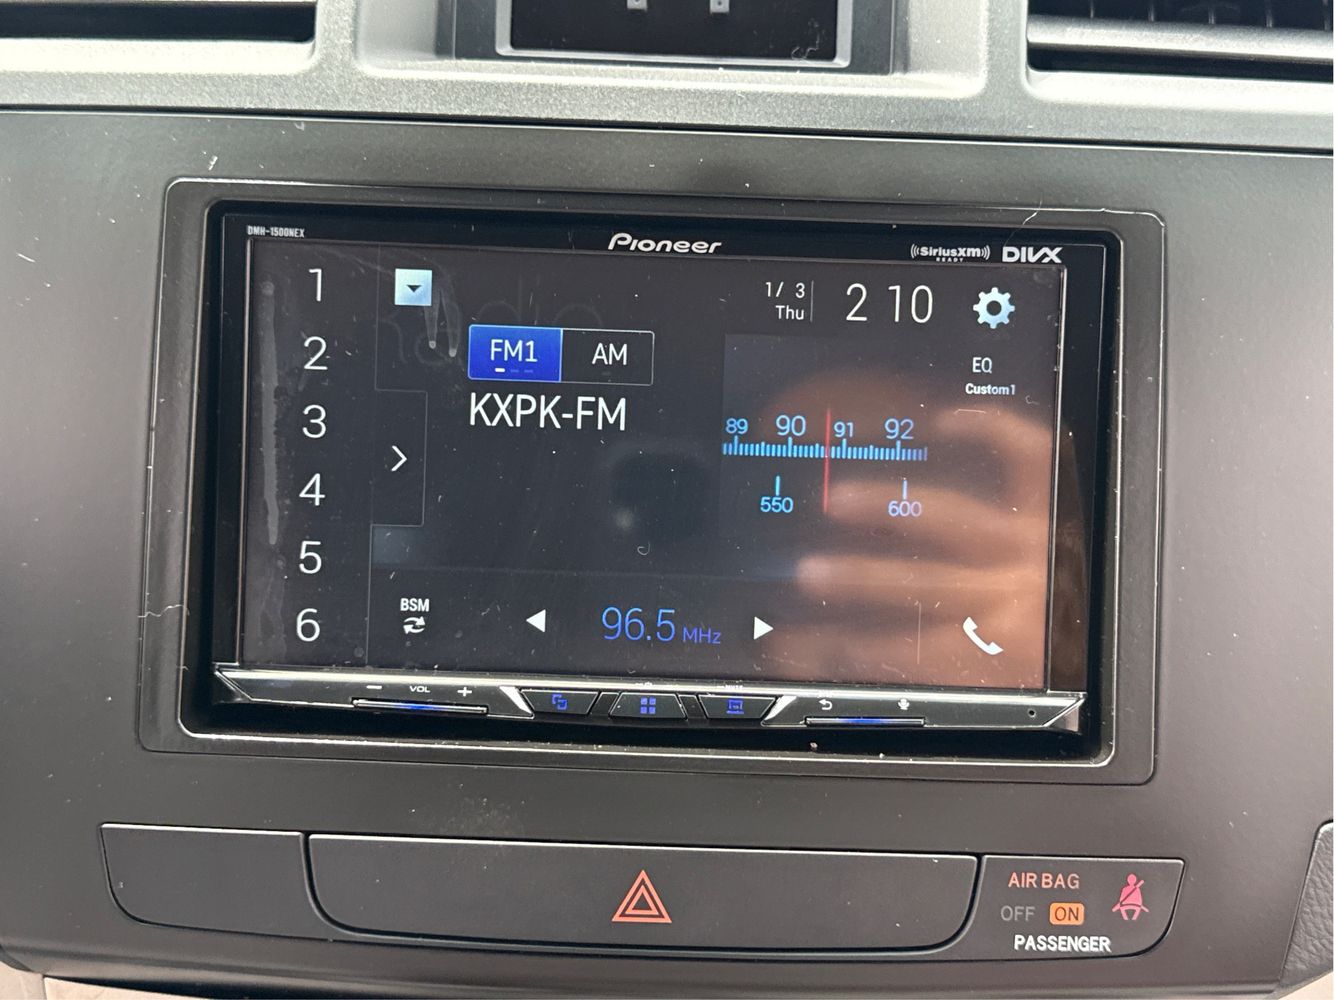 DMH-1500NEX
Pioneer
SiriusXM
READY
DIVX
1
2
3
4
5
6
1/ 3
Thu
2 10
FM1
AM
KXPK-FM
EQ
Custom1
89 90 91 92
550 600
BSM
96.5 MHz
VOL
AIR BAG
OFF ON
PASSENGER